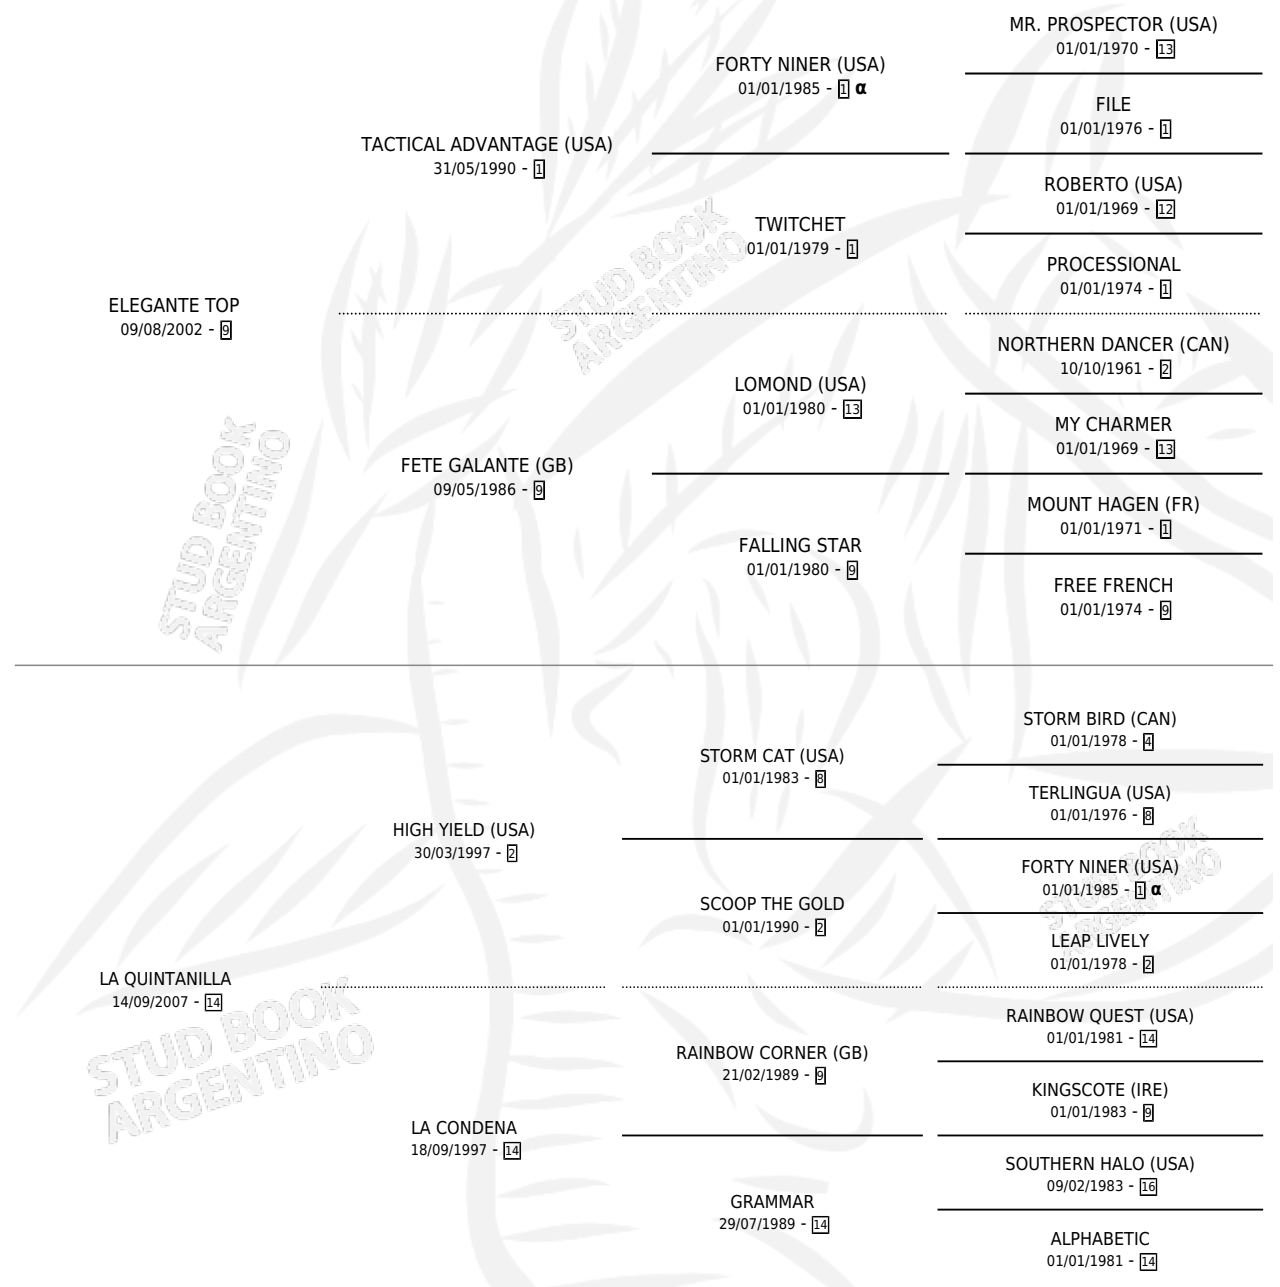 MR. PROSPECTOR (USA)
01/01/1970 - 13
FORTY NINER (USA)
01/01/1985 - 1 α
FILE
01/01/1976 - 1
TACTICAL ADVANTAGE (USA)
31/05/1990 - 1
ROBERTO (USA)
01/01/1969 - 12
TWITCHET
01/01/1979 - 1
PROCESSIONAL
01/01/1974 - 1
ELEGANTE TOP
09/08/2002 - 9
NORTHERN DANCER (CAN)
10/10/1961 - 2
LOMOND (USA)
01/01/1980 - 13
MY CHARMER
01/01/1969 - 13
FETE GALANTE (GB)
09/05/1986 - 9
MOUNT HAGEN (FR)
01/01/1971 - 1
FALLING STAR
01/01/1980 - 9
FREE FRENCH
01/01/1974 - 9
STORM BIRD (CAN)
01/01/1978 - 4
STORM CAT (USA)
01/01/1983 - 8
TERLINGUA (USA)
01/01/1976 - 8
HIGH YIELD (USA)
30/03/1997 - 2
FORTY NINER (USA)
01/01/1985 - 1 α
SCOOP THE GOLD
01/01/1990 - 2
LEAP LIVELY
01/01/1978 - 2
LA QUINTANILLA
14/09/2007 - 14
RAINBOW QUEST (USA)
01/01/1981 - 14
RAINBOW CORNER (GB)
21/02/1989 - 9
KINGSCOTE (IRE)
01/01/1983 - 9
LA CONDENA
18/09/1997 - 14
SOUTHERN HALO (USA)
09/02/1983 - 16
GRAMMAR
29/07/1989 - 14
ALPHABETIC
01/01/1981 - 14
STUD BOOK
ARGENTINO
STUD BOOK
ARGENTINO
STUD BOOK
ARGENTINO
STUD BOOK
ARGENTINO